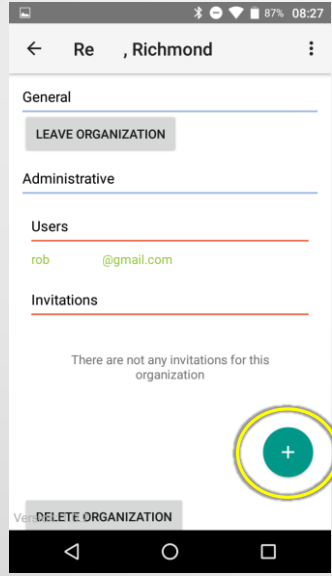 87% 08:27
Re , Richmond
General
LEAVE ORGANIZATION
Administrative
Users
rob @gmail.com
Invitations
There are not any invitations for this
organization
+
DELETE ORGANIZATION